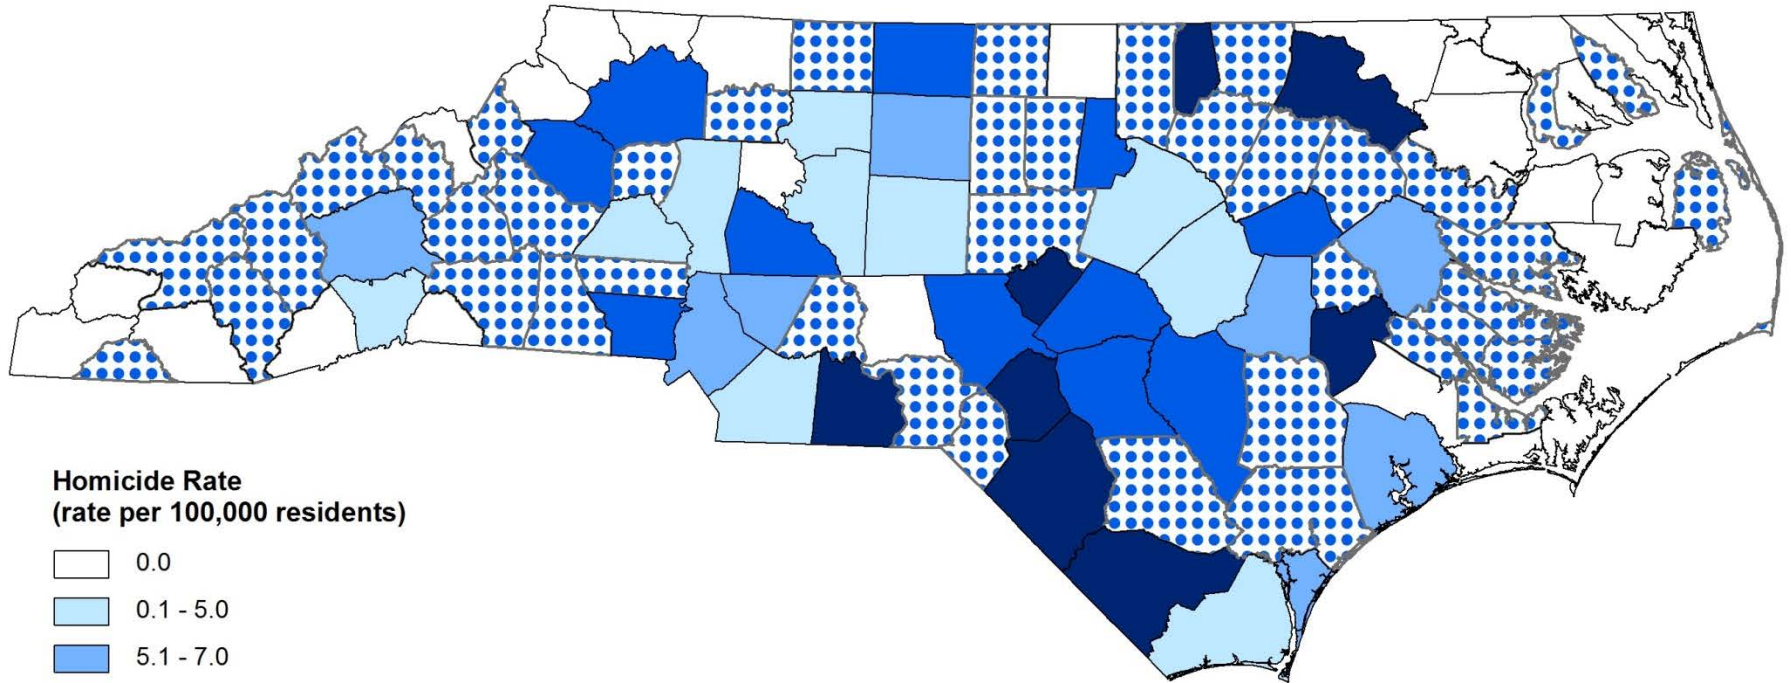 Homicide Rate
(rate per 100,000 residents)
0.0
0.1 - 5.0
5.1 - 7.0